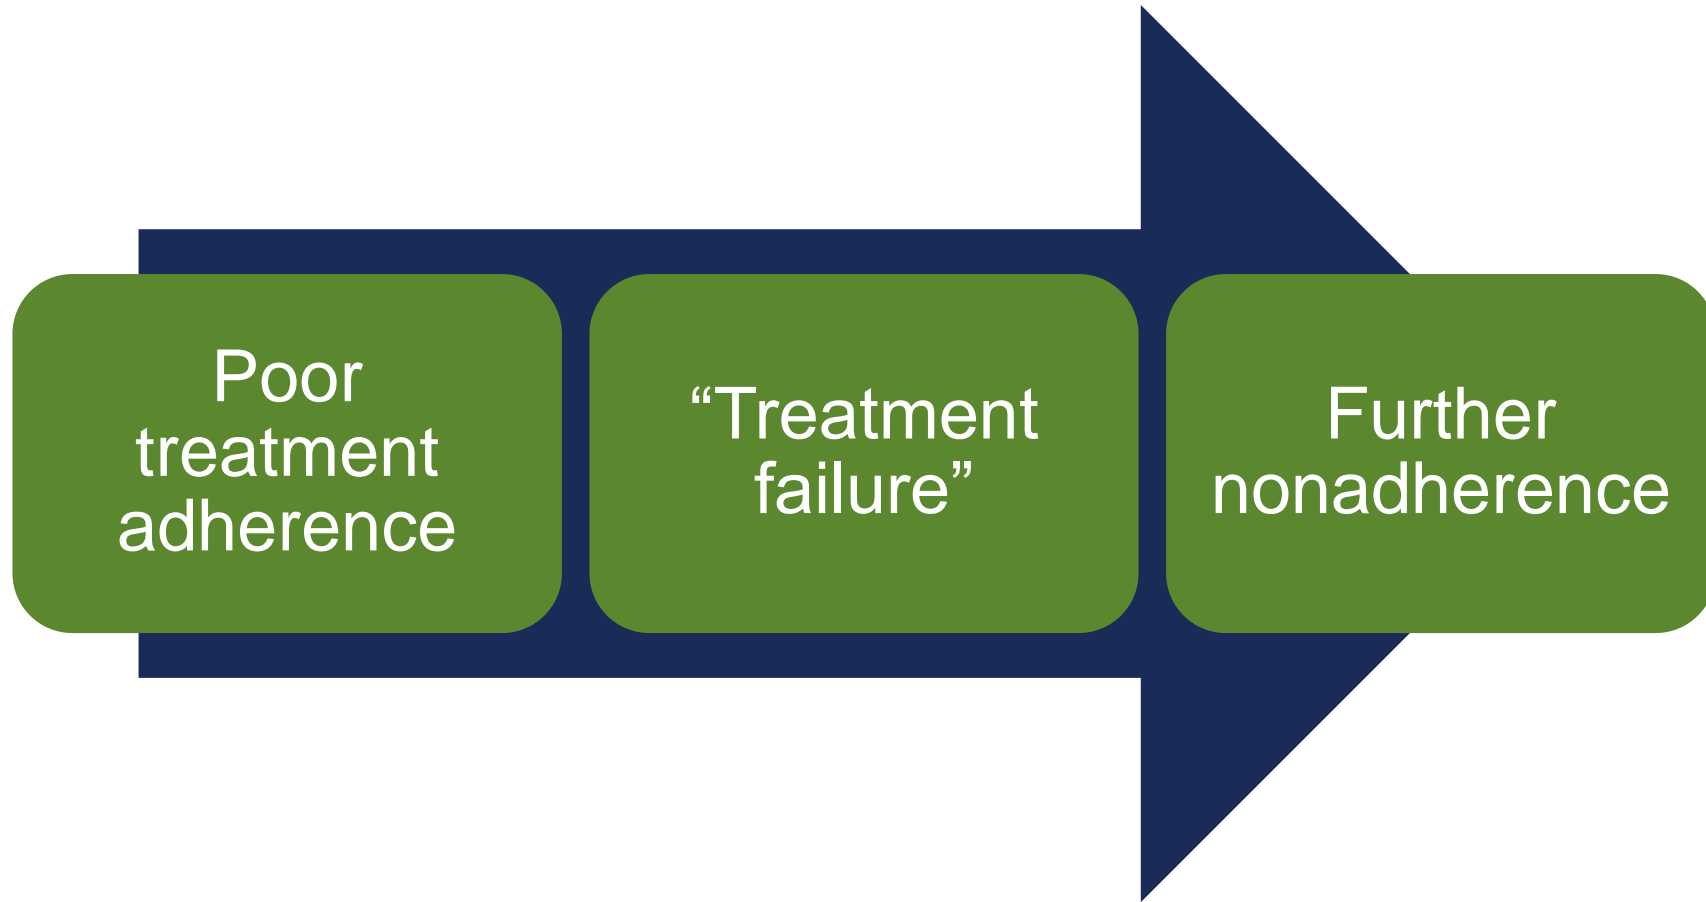 Poor
treatment
adherence
“Treatment
failure”
Further
nonadherence